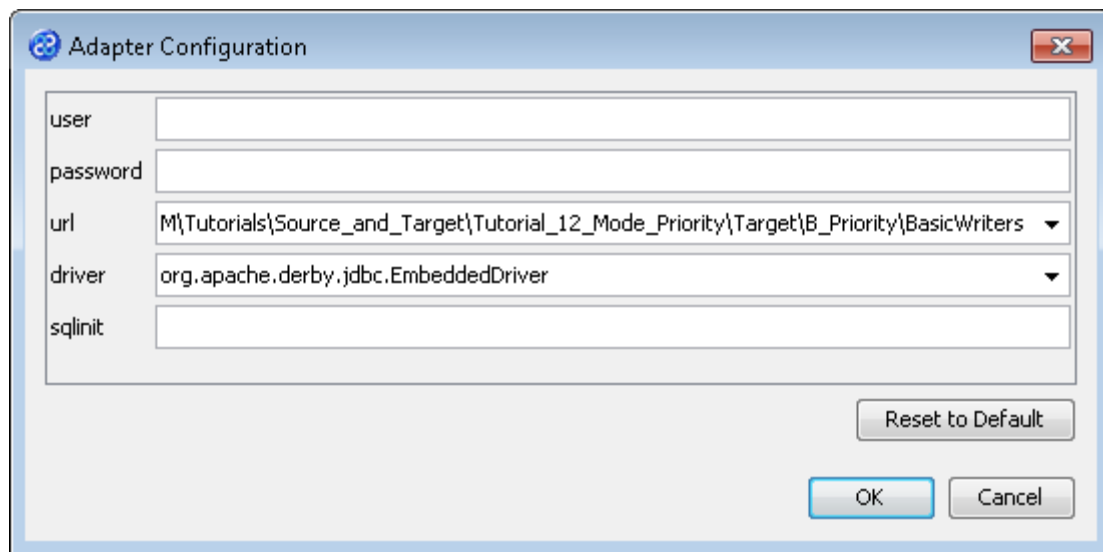 Adapter Configuration
user
password
url M\Tutorials\Source_and_Target\Tutorial_12_Mode_Priority\Target\B_Priority\BasicWriters
driver org.apache.derby.jdbc.EmbeddedDriver
sqlinit
Reset to Default
OK Cancel